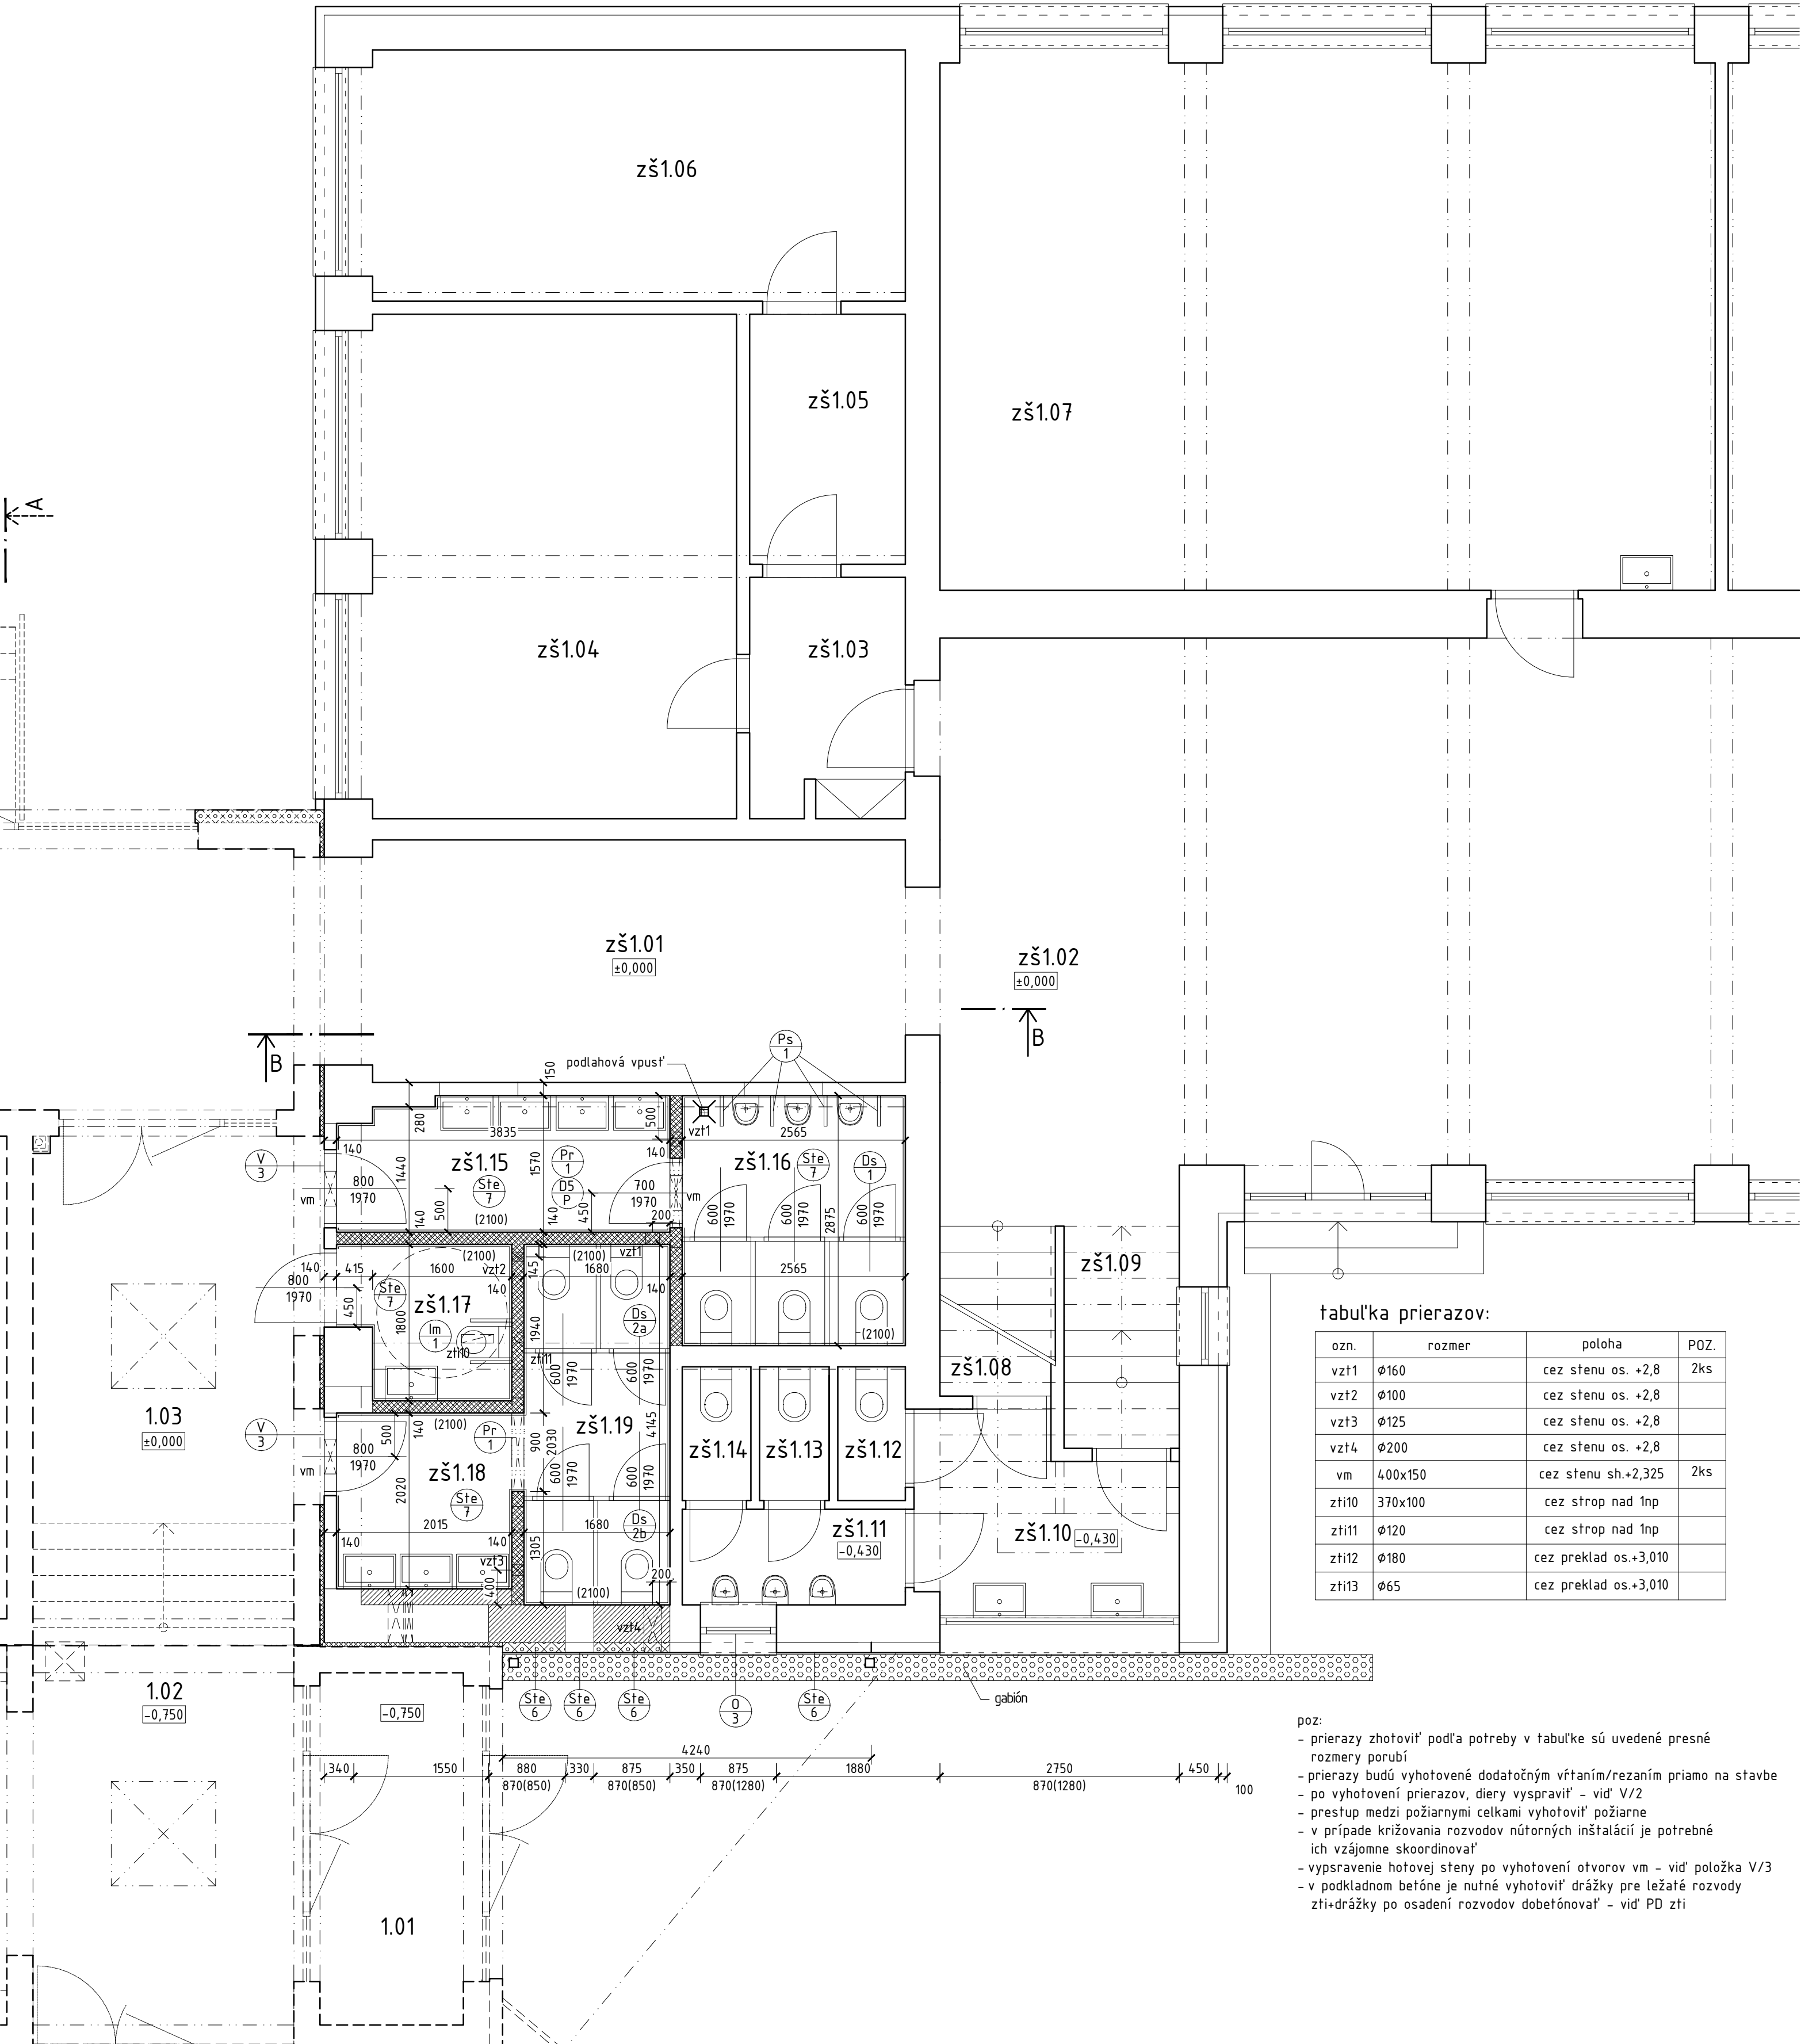 zš1.06
zš1.05
zš1.07
A
zš1.04
zš1.03
zš1.01
±0,000
zš1.02
±0,000
B
B
podlahová vpusť
Ps
1
150
280
500
vzt1
3835
2565
140
140
V
3
zš1.15
Pr
1
zš1.16
Ste
7
Ds
1
1440
1570
800
1970
Ste
7
D5
P
700
1970
vm
vm
500
140
(2100)
140
450
200
600
1970
600
1970
2875
600
1970
(2100)
(2100)
vzt1
140
415
1600
vzt2
1680
2565
zš1.09
800
1970
140
145
140
Ste
7
450
zš1.17
Ds
2a
1800
Im
1
1940
(2100)
zti10
zti11
600
1970
600
1970
zš1.08
tabuľka prierazov:
ozn. rozmer poloha POZ.
vzt1 ϕ160 cez stenu os. +2,8 2ks
vzt2 ϕ100 cez stenu os. +2,8
vzt3 ϕ125 cez stenu os. +2,8
vzt4 ϕ200 cez stenu os. +2,8
vm 400x150 cez stenu sh.+2,325 2ks
zti10 370x100 cez strop nad 1np
zti11 ϕ120 cez strop nad 1np
zti12 ϕ180 cez preklad os.+3,010
zti13 ϕ65 cez preklad os.+3,010
1.03
±0,000
V
3
(2100)
500
140
Pr
1
zš1.19
4145
900
2030
800
1970
vm
zš1.14
zš1.13
zš1.12
zš1.18
2020
Ste
7
600
1970
600
1970
2015
1680
Ds
2b
140
140
1305
zš1.11
-0,430
zš1.10
-0,430
vzt3
400
200
(2100)
vzt4
1.02
-0,750
-0,750
Ste
6
Ste
6
Ste
6
O
3
Ste
6
gabión
4240
340
1550
880
870(850)
330
875
870(850)
350
875
870(1280)
1880
2750
870(1280)
450
100
1.01
poz:
- prierazy zhotoviť podľa potreby v tabuľke sú uvedené presné
rozmery porubí
- prierazy budú vyhotovené dodatočným vŕtaním/rezaním priamo na stavbe
- po vyhotovení prierazov, diery vyspraviť - viď V/2
- prestup medzi požiarnymi celkami vyhotoviť požiarne
- v prípade križovania rozvodov nútorných inštalácií je potrebné
ich vzájomne skoordinovať
- vypsravenie hotovej steny po vyhotovení otvorov vm - viď položka V/3
- v podkladnom betóne je nutné vyhotoviť drážky pre ležaté rozvody
zti+drážky po osadení rozvodov dobetónovať - viď PD zti